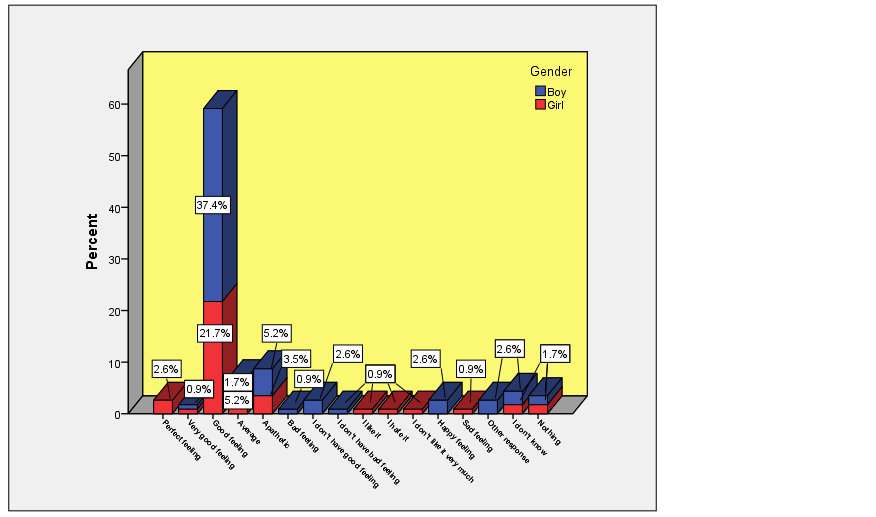 Gender
Boy
Girl
Percent
60
50
40
30
20
10
0
37.4%
21.7%
2.6%
0.9%
1.7%
5.2%
5.2%
3.5%
0.9%
2.6%
0.9%
2.6%
0.9%
2.6%
1.7%
Perfect feeling
Very good feeling
Good feeling
Average
Apathetic
Bad feeling
I don't have good feeling
I don't have bad feeling
I like it
I hate it
I don't like it very much
Happy feeling
Sad feeling
Other response
I don't know
Nothing